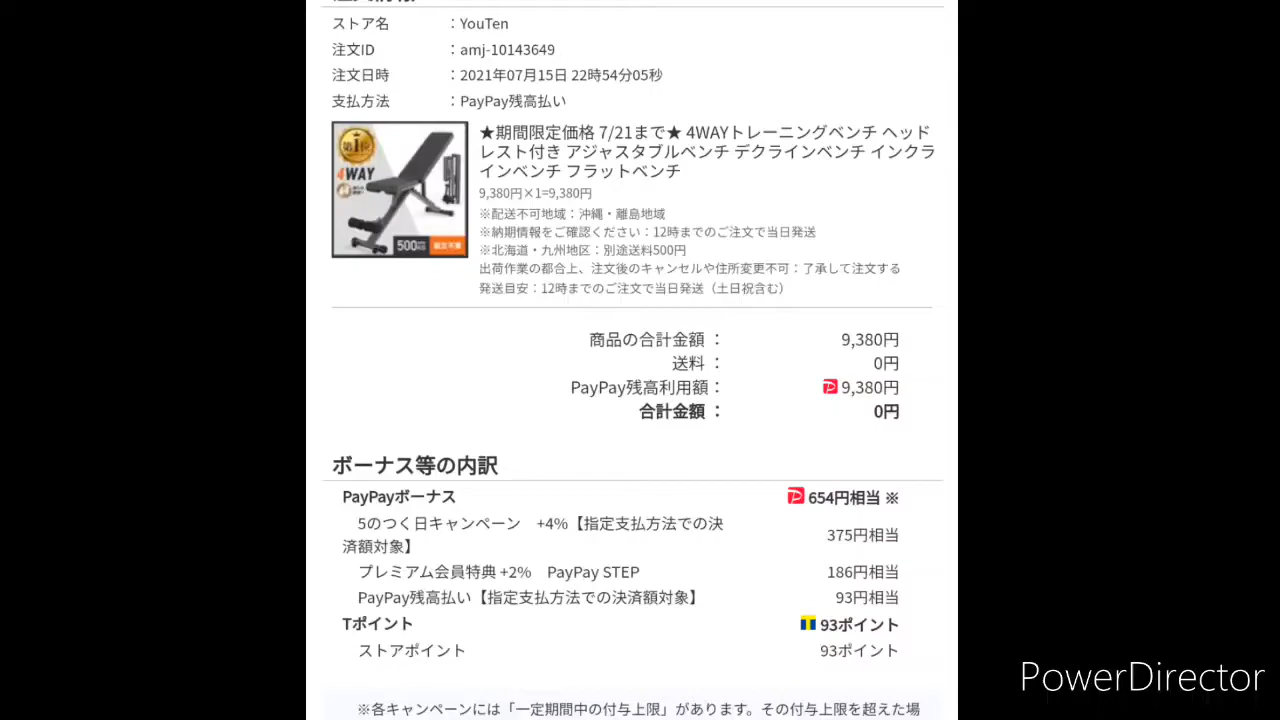 ストア名 ：YouTen
注文ID ：amj-10143649
注文日時 ：2021年07月15日 22時54分05秒
支払方法 ：PayPay残高払い
第1位
4WAY
500
★期間限定価格 7/21まで★ 4WAYトレーニングベンチ ヘッド
レスト付き アジャスタブルベンチ デクラインベンチ インクラ
インベンチ フラットベンチ
9,380円×1=9,380円
※配送不可地域：沖縄・離島地域
※納期情報をご確認ください：12時までのご注文で当日発送
※北海道・九州地区：別途送料500円
出荷作業の都合上、注文後のキャンセルや住所変更不可：了承して注文する
発送目安：12時までのご注文で当日発送（土日祝含む）
商品の合計金額 ： 9,380円
送料 ： 0円
PayPay残高利用額： 9,380円
合計金額 ： 0円
ボーナス等の内訳
PayPayボーナス 654円相当 ※
5のつく日キャンペーン +4%【指定支払方法での決
済額対象】 375円相当
プレミアム会員特典 +2% PayPay STEP 186円相当
PayPay残高払い【指定支払方法での決済額対象】 93円相当
Tポイント 93ポイント
ストアポイント 93ポイント
※各キャンペーンには「一定期間中の付与上限」があります。その付与上限を超えた場
PowerDirector